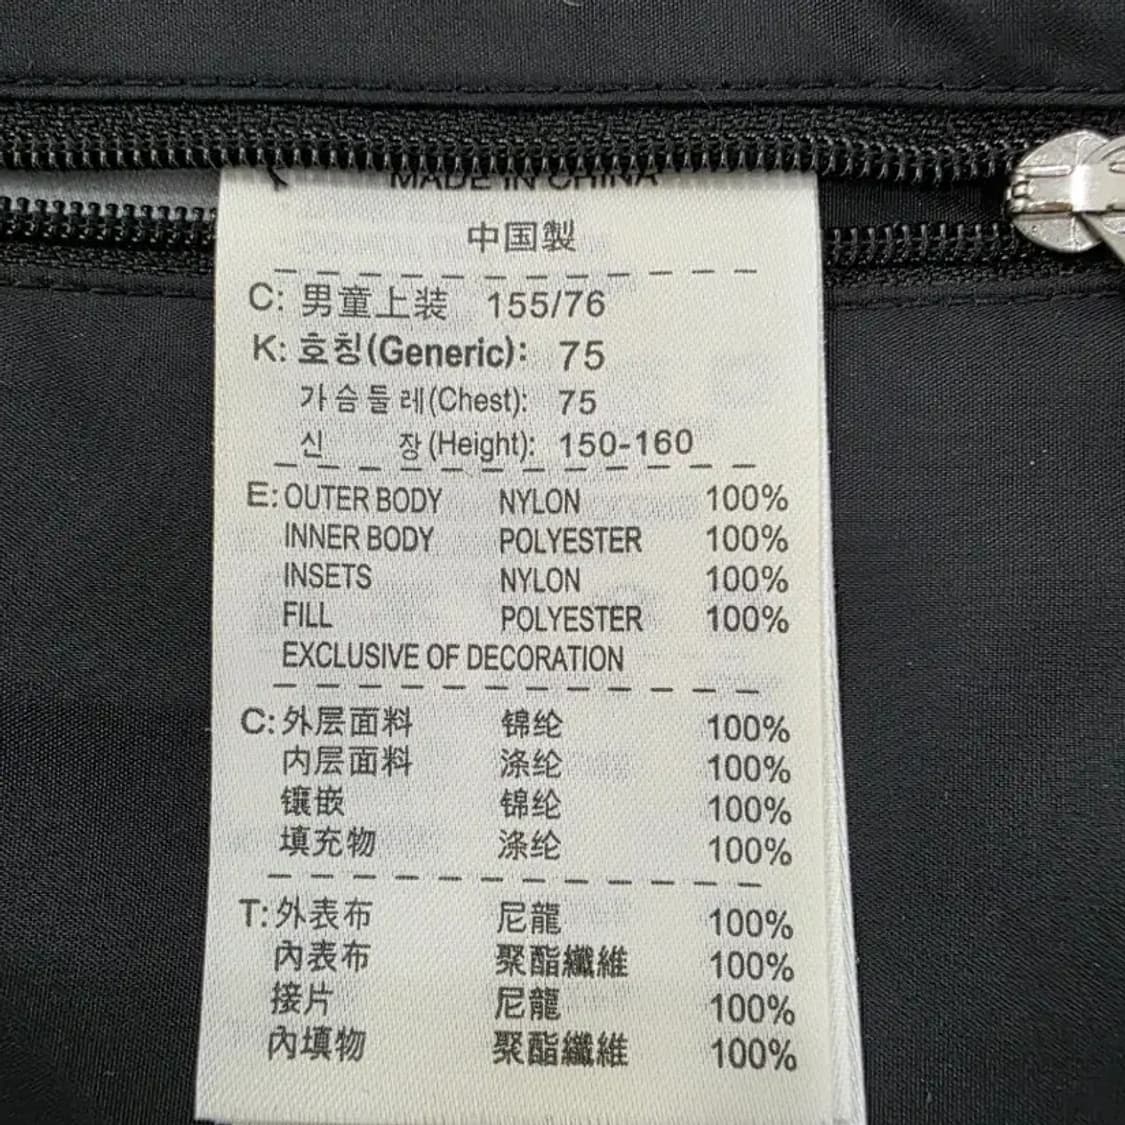 MADE IN CHINA
中国製
C: 男童上装 155/76
K: 호칭(Generic): 75
가슴둘레(Chest): 75
신 장(Height): 150-160
E: OUTER BODY NYLON 100%
INNER BODY POLYESTER 100%
INSETS NYLON 100%
FILL POLYESTER 100%
EXCLUSIVE OF DECORATION
C: 外层面料 锦纶 100%
内层面料 涤纶 100%
镶嵌 锦纶 100%
填充物 涤纶 100%
T: 外表布 尼龍 100%
內表布 聚酯纖維 100%
接片 尼龍 100%
內填物 聚酯纖維 100%